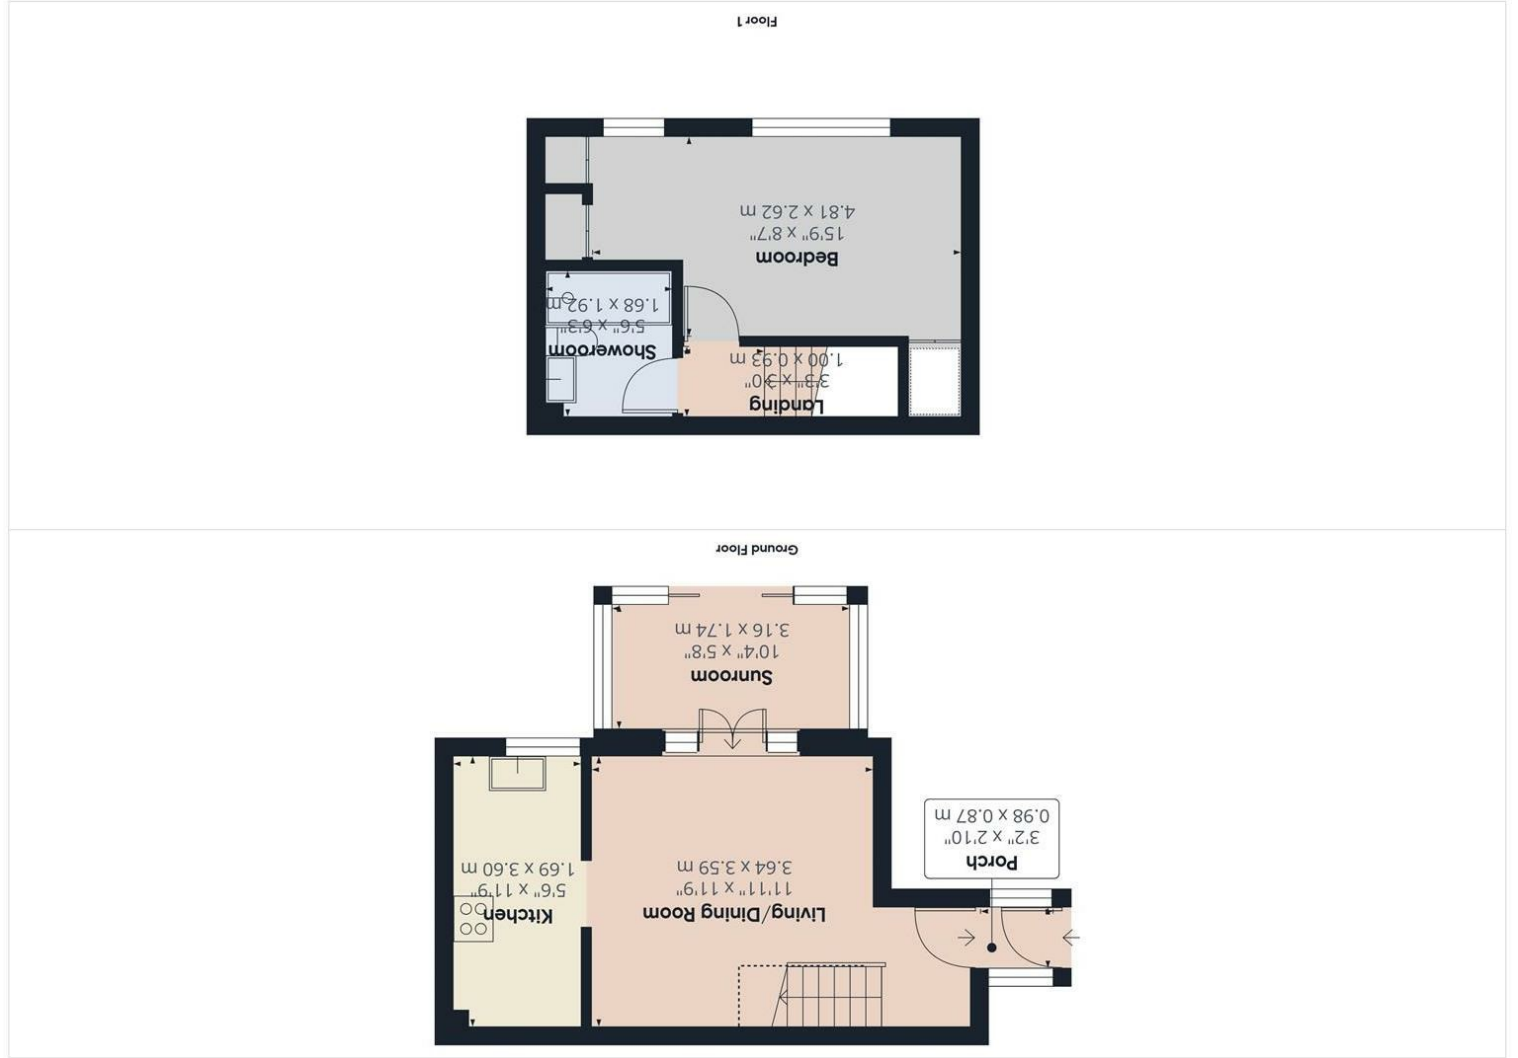 Living/Dining Room
11'11" x 11'9"
3.64 x 3.59 m
Kitchen
5'6" x 11'9"
1.69 x 3.60 m
Porch
3'2" x 2'10"
0.98 x 0.87 m
Sunroom
10'4" x 5'8"
3.16 x 1.74 m
Ground Floor
Landing
3'3" x 3'0"
1.00 x 0.93 m
Showeroom
5'6" x 6'3"
1.68 x 1.92 m
Bedroom
15'9" x 8'7"
4.81 x 2.62 m
Floor 1